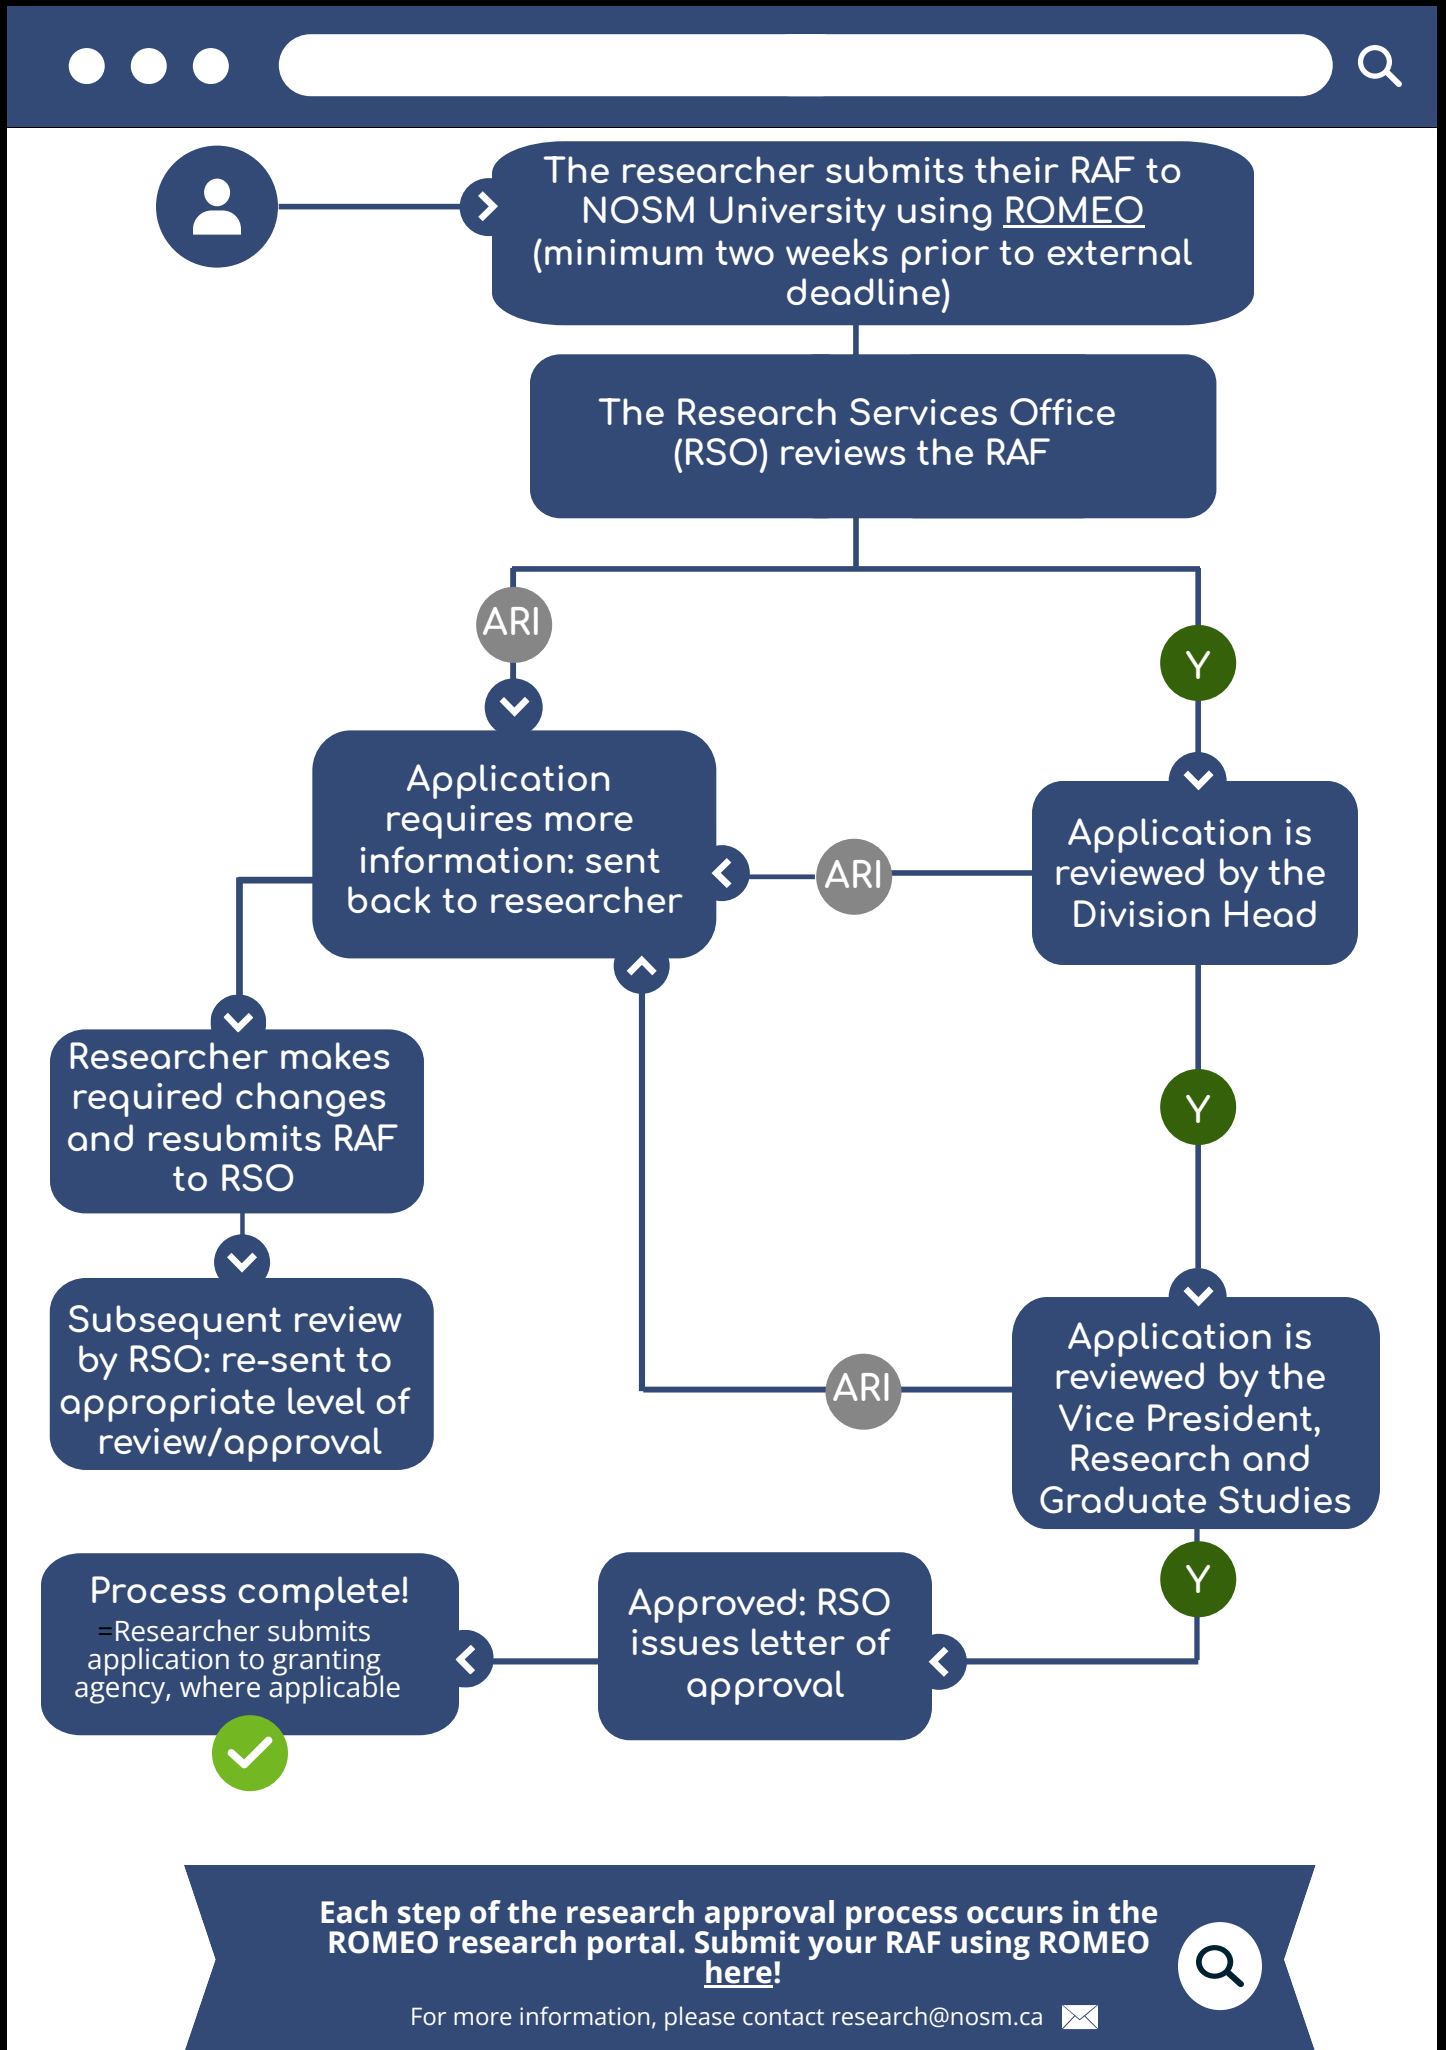 The researcher submits their RAF to
NOSM University using ROMEO
(minimum two weeks prior to external
deadline)
The Research Services Office
(RSO) reviews the RAF
ARI
Y
Application
requires more
information: sent
back to researcher
ARI
Application is
reviewed by the
Division Head
Researcher makes
required changes
and resubmits RAF
to RSO
Y
Subsequent review
by RSO: re-sent to
appropriate level of
review/approval
ARI
Application is
reviewed by the
Vice President,
Research and
Graduate Studies
Y
Approved: RSO
issues letter of
approval
Process complete!
=Researcher submits
application to granting
agency, where applicable
Each step of the research approval process occurs in the
ROMEO research portal. Submit your RAF using ROMEO
here!
For more information, please contact research@nosm.ca